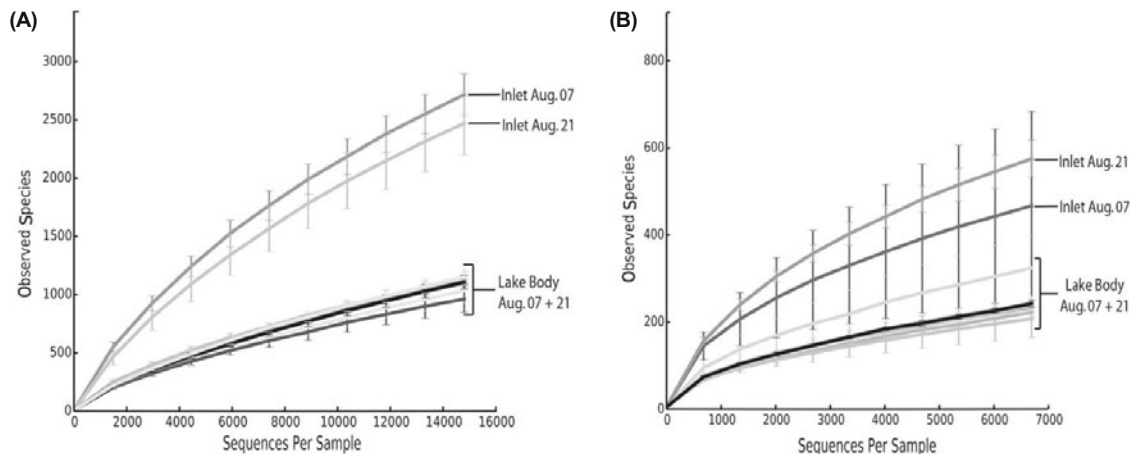 (A)
3000
2500
2000
1500
1000
500
0
Observed Species
0 2000 4000 6000 8000 10000 12000 14000 16000
Sequences Per Sample
Inlet Aug. 07
Inlet Aug. 21
Lake Body
Aug. 07 + 21
(B)
800
600
400
200
0
Observed Species
0 1000 2000 3000 4000 5000 6000 7000
Sequences Per Sample
Inlet Aug. 21
Inlet Aug. 07
Lake Body
Aug. 07 + 21